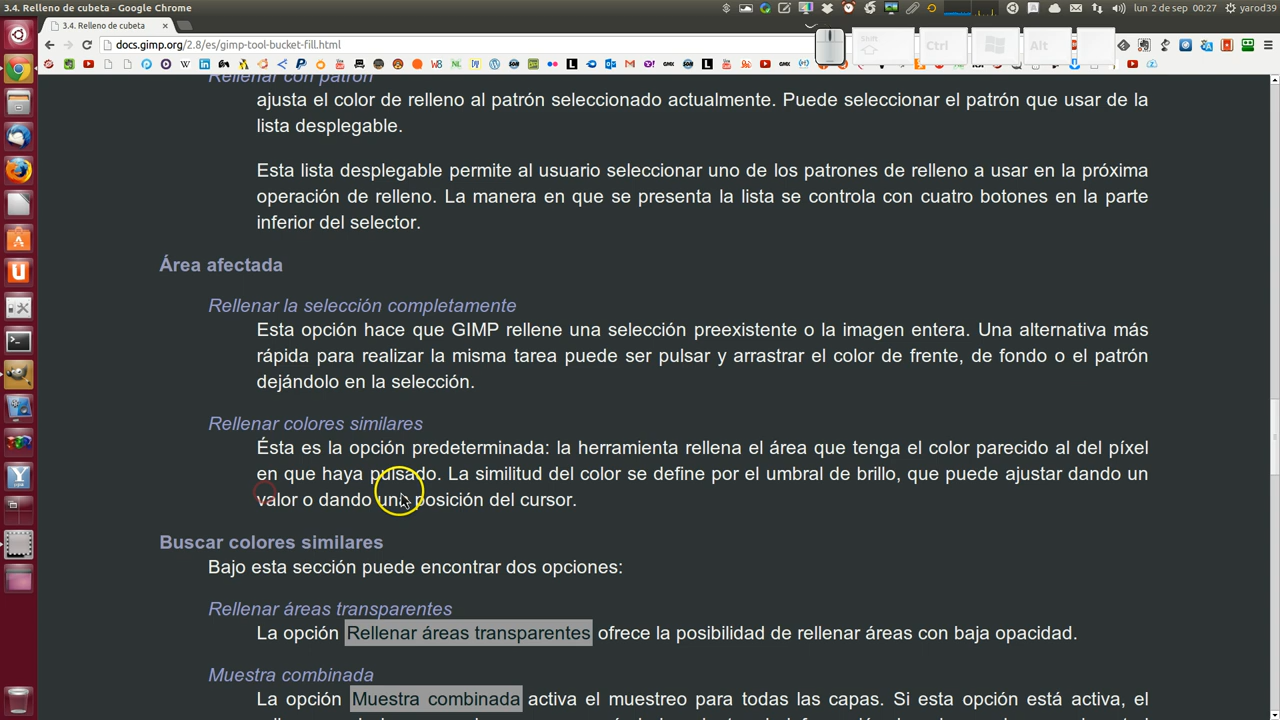 3.4. Relleno de cubeta - Google Chrome
lun 2 de sep 00:27
yarod39
3.4. Relleno de cubeta
docs.gimp.org/2.8/es/gimp-tool-bucket-fill.html
Shift
Ctrl
Alt
Rellenar con patrón
ajusta el color de relleno al patrón seleccionado actualmente. Puede seleccionar el patrón que usar de la
lista desplegable.
Esta lista desplegable permite al usuario seleccionar uno de los patrones de relleno a usar en la próxima
operación de relleno. La manera en que se presenta la lista se controla con cuatro botones en la parte
inferior del selector.
Área afectada
Rellenar la selección completamente
Esta opción hace que GIMP rellene una selección preexistente o la imagen entera. Una alternativa más
rápida para realizar la misma tarea puede ser pulsar y arrastrar el color de frente, de fondo o el patrón
dejándolo en la selección.
Rellenar colores similares
Ésta es la opción predeterminada: la herramienta rellena el área que tenga el color parecido al del píxel
en que haya pulsado. La similitud del color se define por el umbral de brillo, que puede ajustar dando un
valor o dando una posición del cursor.
Buscar colores similares
Bajo esta sección puede encontrar dos opciones:
Rellenar áreas transparentes
La opción Rellenar áreas transparentes ofrece la posibilidad de rellenar áreas con baja opacidad.
Muestra combinada
La opción Muestra combinada activa el muestreo para todas las capas. Si esta opción está activa, el